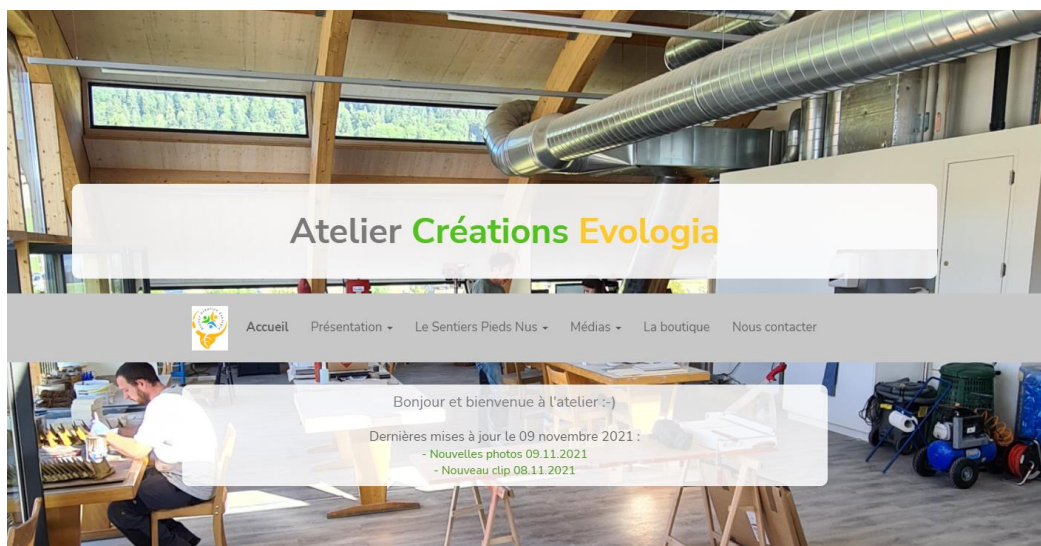 Atelier Créations Evologia
Accueil Présentation Le Sentiers Pieds Nus Médias La boutique Nous contacter
Bonjour et bienvenue à l'atelier :-)
Dernières mises à jour le 09 novembre 2021 :
- Nouvelles photos 09.11.2021
- Nouveau clip 08.11.2021